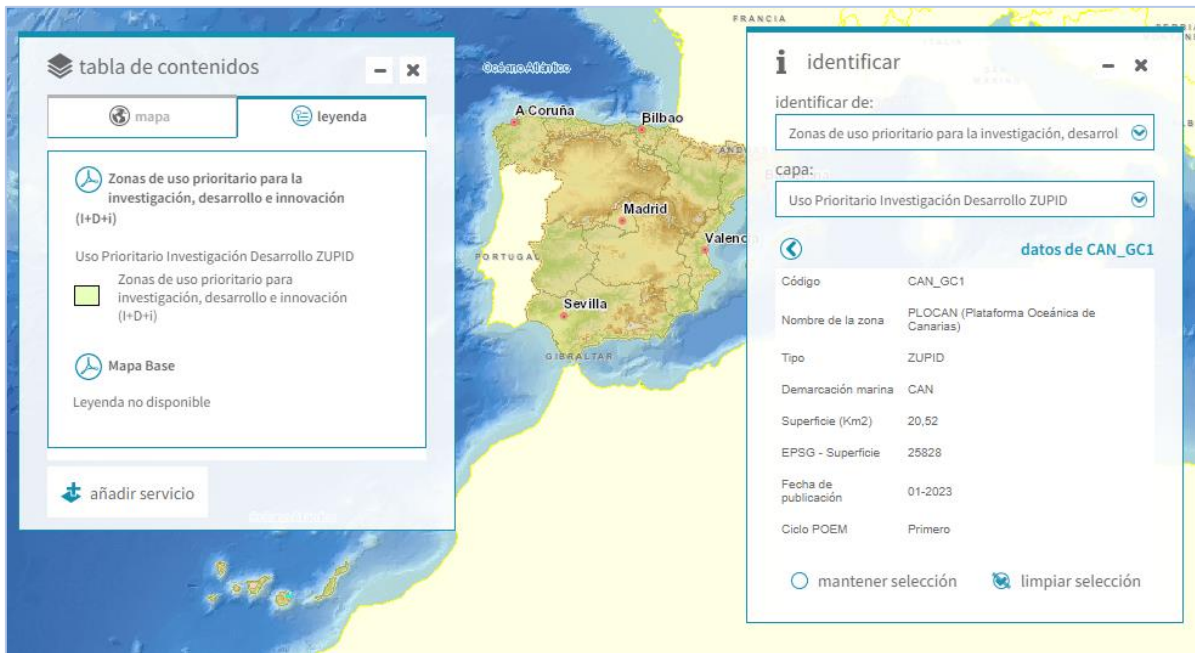 tabla de contenidos
mapa
leyenda
Zonas de uso prioritario para la
investigación, desarrollo e innovación
(I+D+i)
Uso Prioritario Investigación Desarrollo ZUPID
Zonas de uso prioritario para
investigación, desarrollo e innovación
(I+D+i)
Mapa Base
Leyenda no disponible
añadir servicio
FRANCIA
Océano Atlántico
A Coruña
Bilbao
Madrid
Valenc
PORTUGAL
Sevilla
GIBRALTAR
identificar
identificar de:
Zonas de uso prioritario para la investigación, desarrol
capa:
Uso Prioritario Investigación Desarrollo ZUPID
datos de CAN_GC1
Código CAN_GC1
Nombre de la zona PLOCAN (Plataforma Oceánica de
Canarias)
Tipo ZUPID
Demarcación marina CAN
Superficie (Km2) 20,52
EPSG - Superficie 25828
Fecha de
publicación 01-2023
Ciclo POEM Primero
mantener selección
limpiar selección